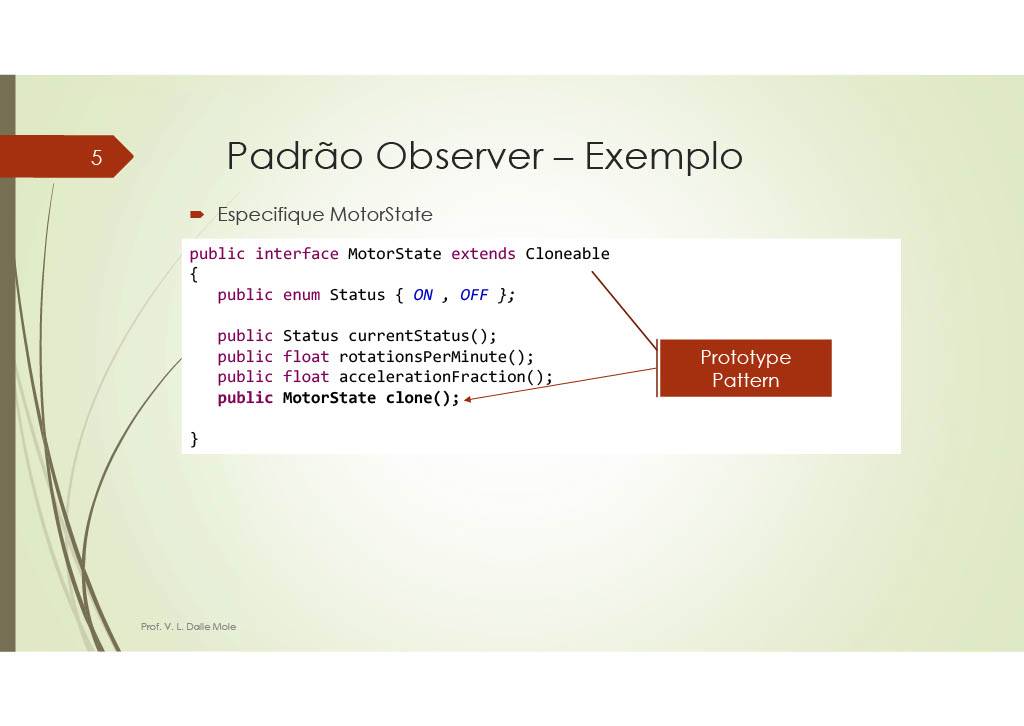 5
Padrão Observer – Exemplo
Especifique MotorState
public interface MotorState extends Cloneable
{
public enum Status { ON , OFF };
public Status currentStatus();
public float rotationsPerMinute();
public float accelerationFraction();
public MotorState clone();
}
Prototype
Pattern
Prof. V. L. Dalle Mole